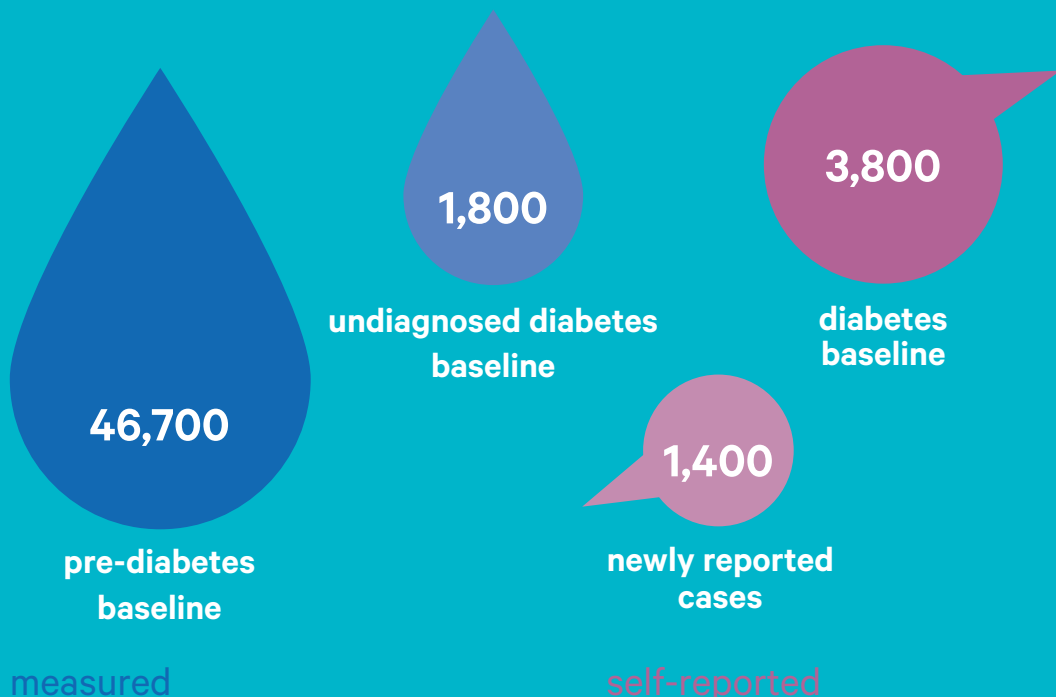 46,700
pre-diabetes
baseline
1,800
undiagnosed diabetes
baseline
3,800
diabetes
baseline
1,400
newly reported
cases
measured
self-reported